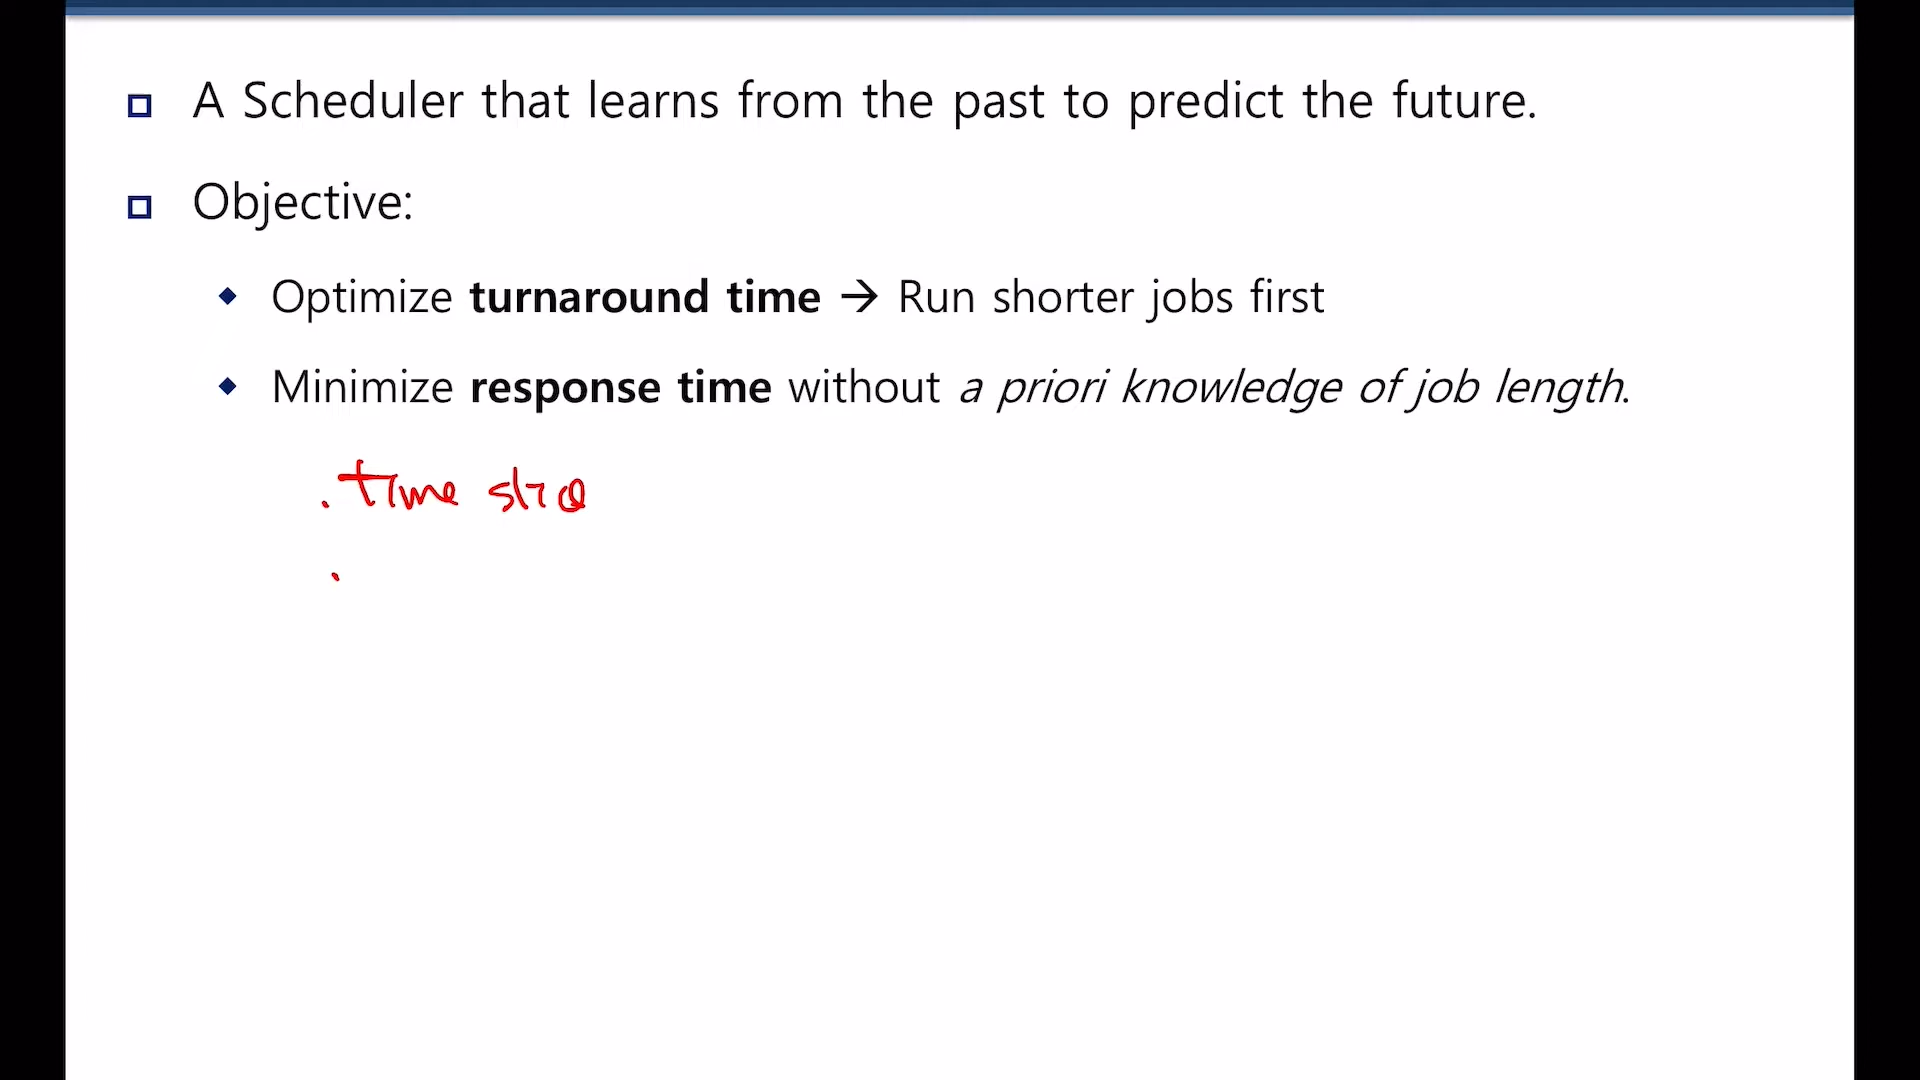 A Scheduler that learns from the past to predict the future.
Objective:
Optimize turnaround time → Run shorter jobs first
Minimize response time without a priori knowledge of job length.
. time slice
.